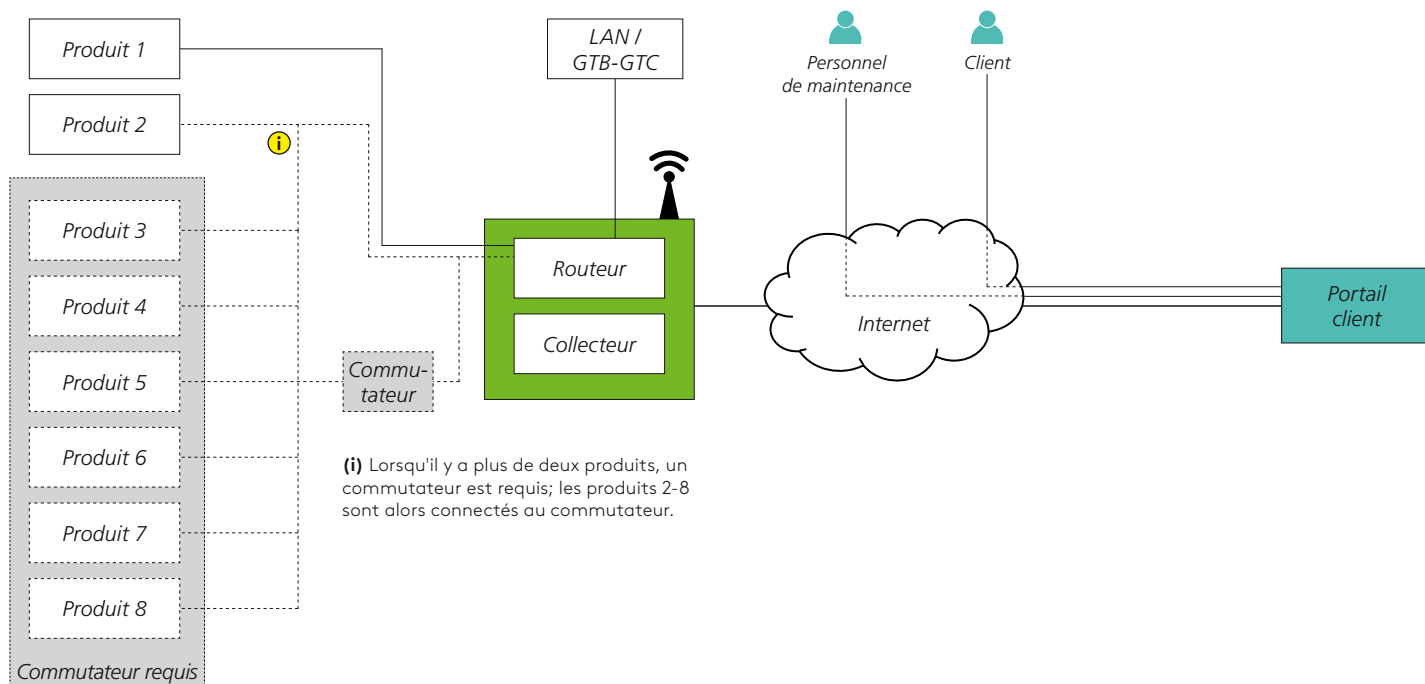 Produit 1
Produit 2
i
Produit 3
Produit 4
Produit 5
Produit 6
Produit 7
Produit 8
Commutateur requis
Commu-
tateur
LAN /
GTB-GTC
Routeur
Collecteur
(i) Lorsqu'il y a plus de deux produits, un
commutateur est requis; les produits 2-8
sont alors connectés au commutateur.
Personnel
de maintenance
Client
Internet
Portail
client